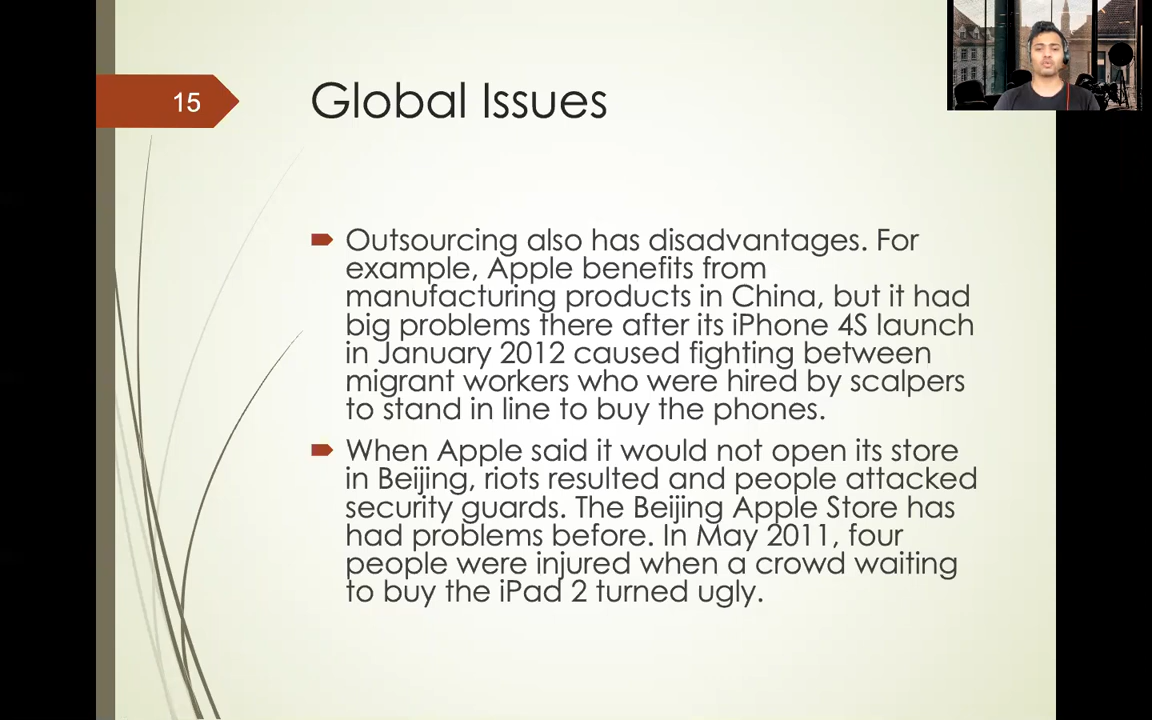 15
Global Issues
Outsourcing also has disadvantages. For
example, Apple benefits from
manufacturing products in China, but it had
big problems there after its iPhone 4S launch
in January 2012 caused fighting between
migrant workers who were hired by scalpers
to stand in line to buy the phones.
When Apple said it would not open its store
in Beijing, riots resulted and people attacked
security guards. The Beijing Apple Store has
had problems before. In May 2011, four
people were injured when a crowd waiting
to buy the iPad 2 turned ugly.